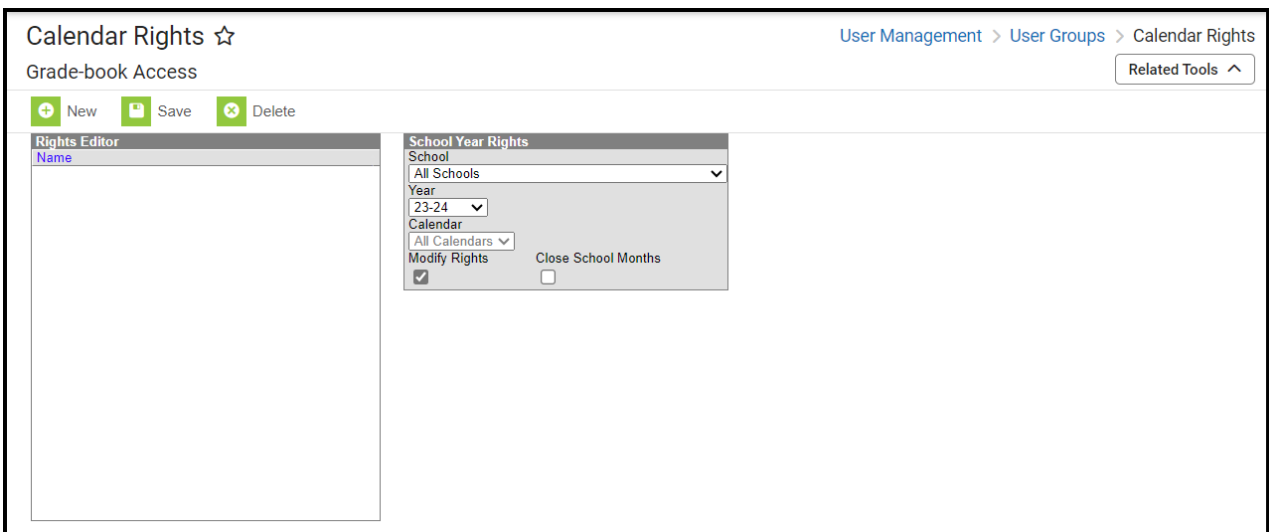 Calendar Rights
User Management > User Groups > Calendar Rights
Grade-book Access
Related Tools
New Save Delete
Rights Editor
Name
School Year Rights
School
All Schools
Year
23-24
Calendar
All Calendars
Modify Rights Close School Months